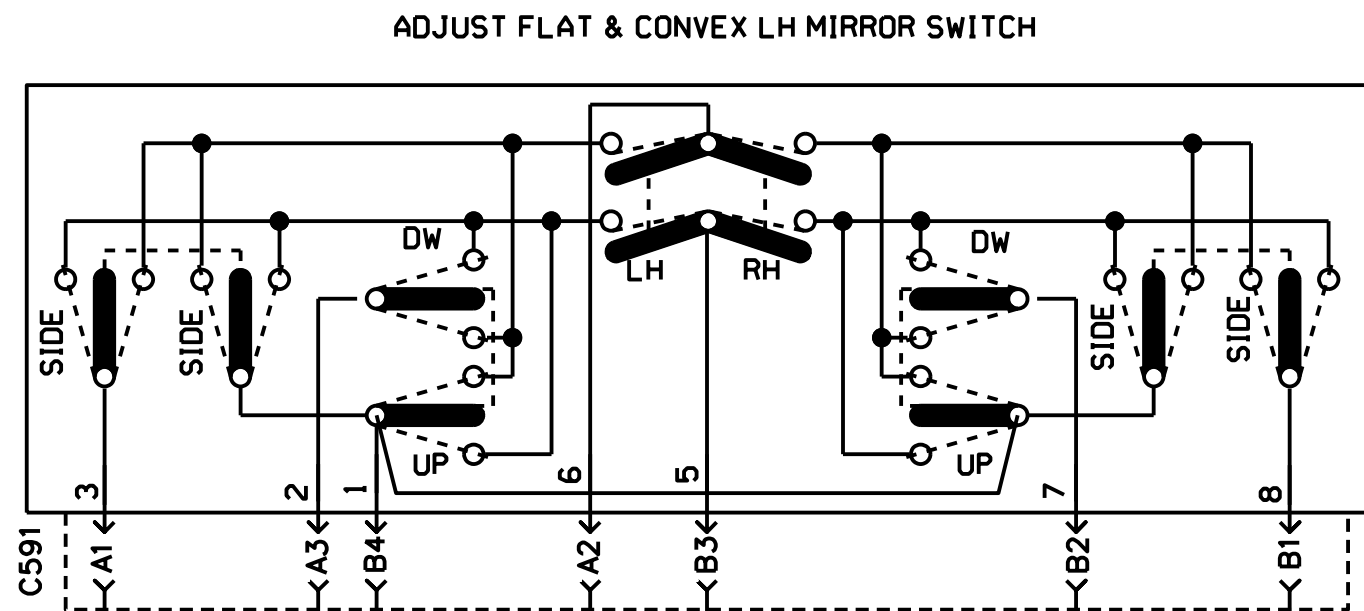 ADJUST FLAT & CONVEX LH MIRROR SWITCH
DW DW
LH RH
SIDE SIDE SIDE SIDE
UP UP
3 2 1 6 5 7 8
C591 A1 A3 B4 A2 B3 B2 B1